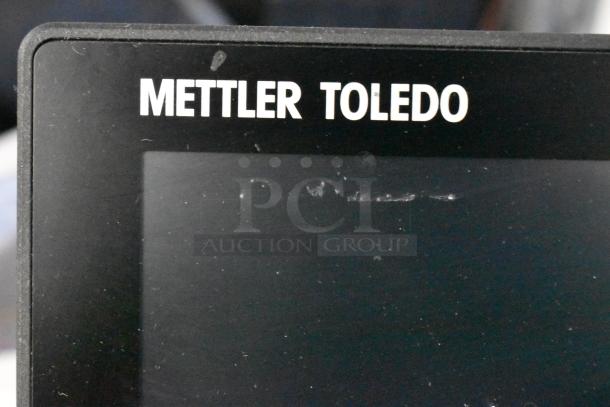 METTLER TOLEDO
PCI
AUCTION GROUP